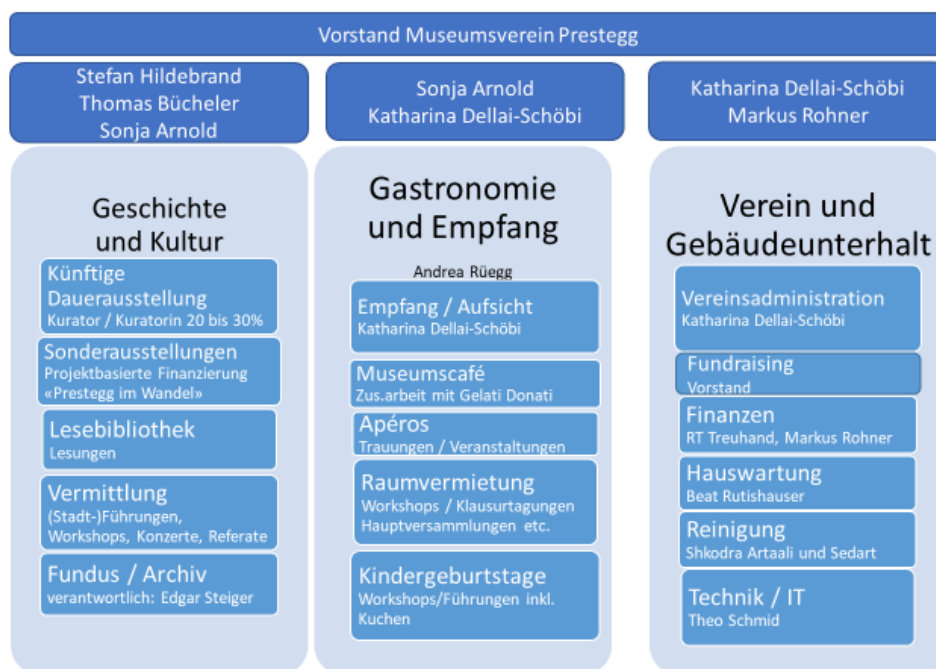 Vorstand Museumsverein Prestegg
Stefan Hildebrand
Thomas Bücheler
Sonja Arnold
Geschichte
und Kultur
Künftige
Dauerausstellung
Kurator / Kuratorin 20 bis 30%
Sonderausstellungen
Projektbasierte Finanzierung
«Prestegg im Wandel»
Lesebibliothek
Lesungen
Vermittlung
(Stadt-)Führungen,
Workshops, Konzerte, Referate
Fundus / Archiv
verantwortlich: Edgar Steiger
Sonja Arnold
Katharina Dellai-Schöbi
Gastronomie
und Empfang
Andrea Rüegg
Empfang / Aufsicht
Katharina Dellai-Schöbi
Museumscafé
Zus.arbeit mit Gelati Donati
Apéros
Trauungen / Veranstaltungen
Raumvermietung
Workshops / Klausurtagungen
Hauptversammlungen etc.
Kindergeburtstage
Workshops/Führungen inkl.
Kuchen
Katharina Dellai-Schöbi
Markus Rohner
Verein und
Gebäudeunterhalt
Vereinsadministration
Katharina Dellai-Schöbi
Fundraising
Vorstand
Finanzen
RT Treuhand, Markus Rohner
Hauswartung
Beat Rutishauser
Reinigung
Shkodra Artaali und Sedart
Technik / IT
Theo Schmid